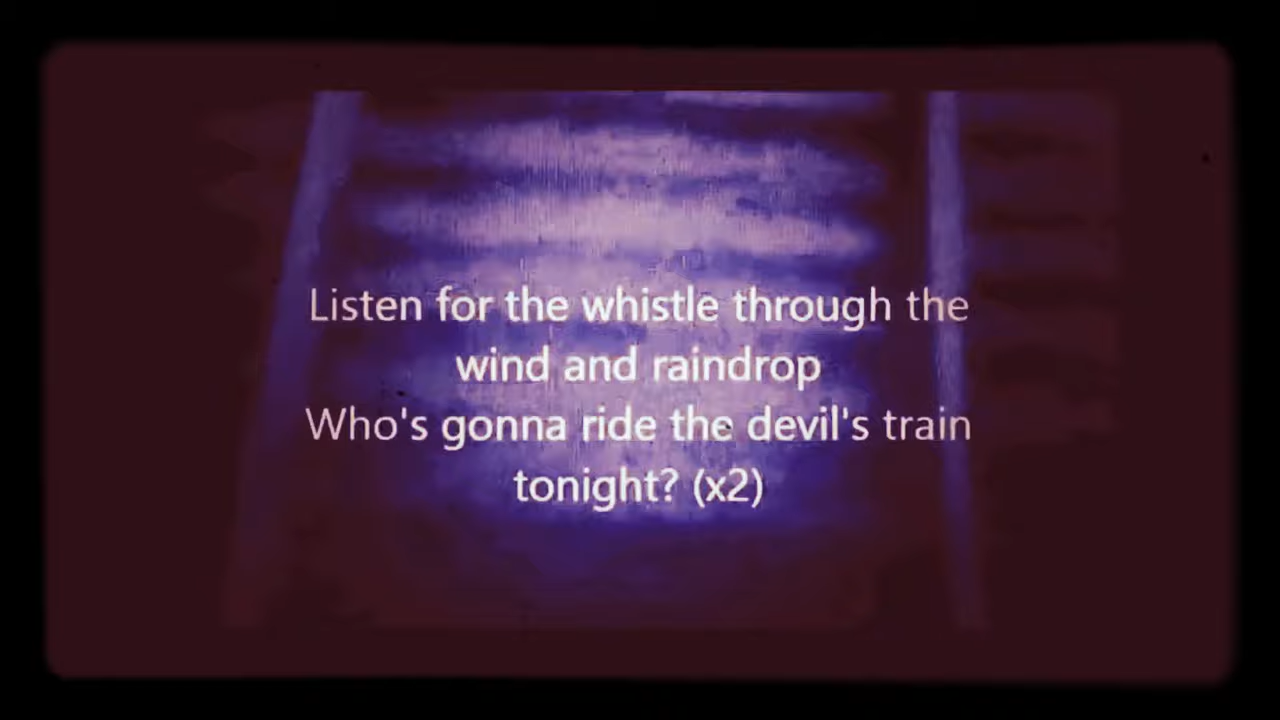 Listen for the whistle through the
wind and raindrop
Who's gonna ride the devil's train
tonight? (x2)